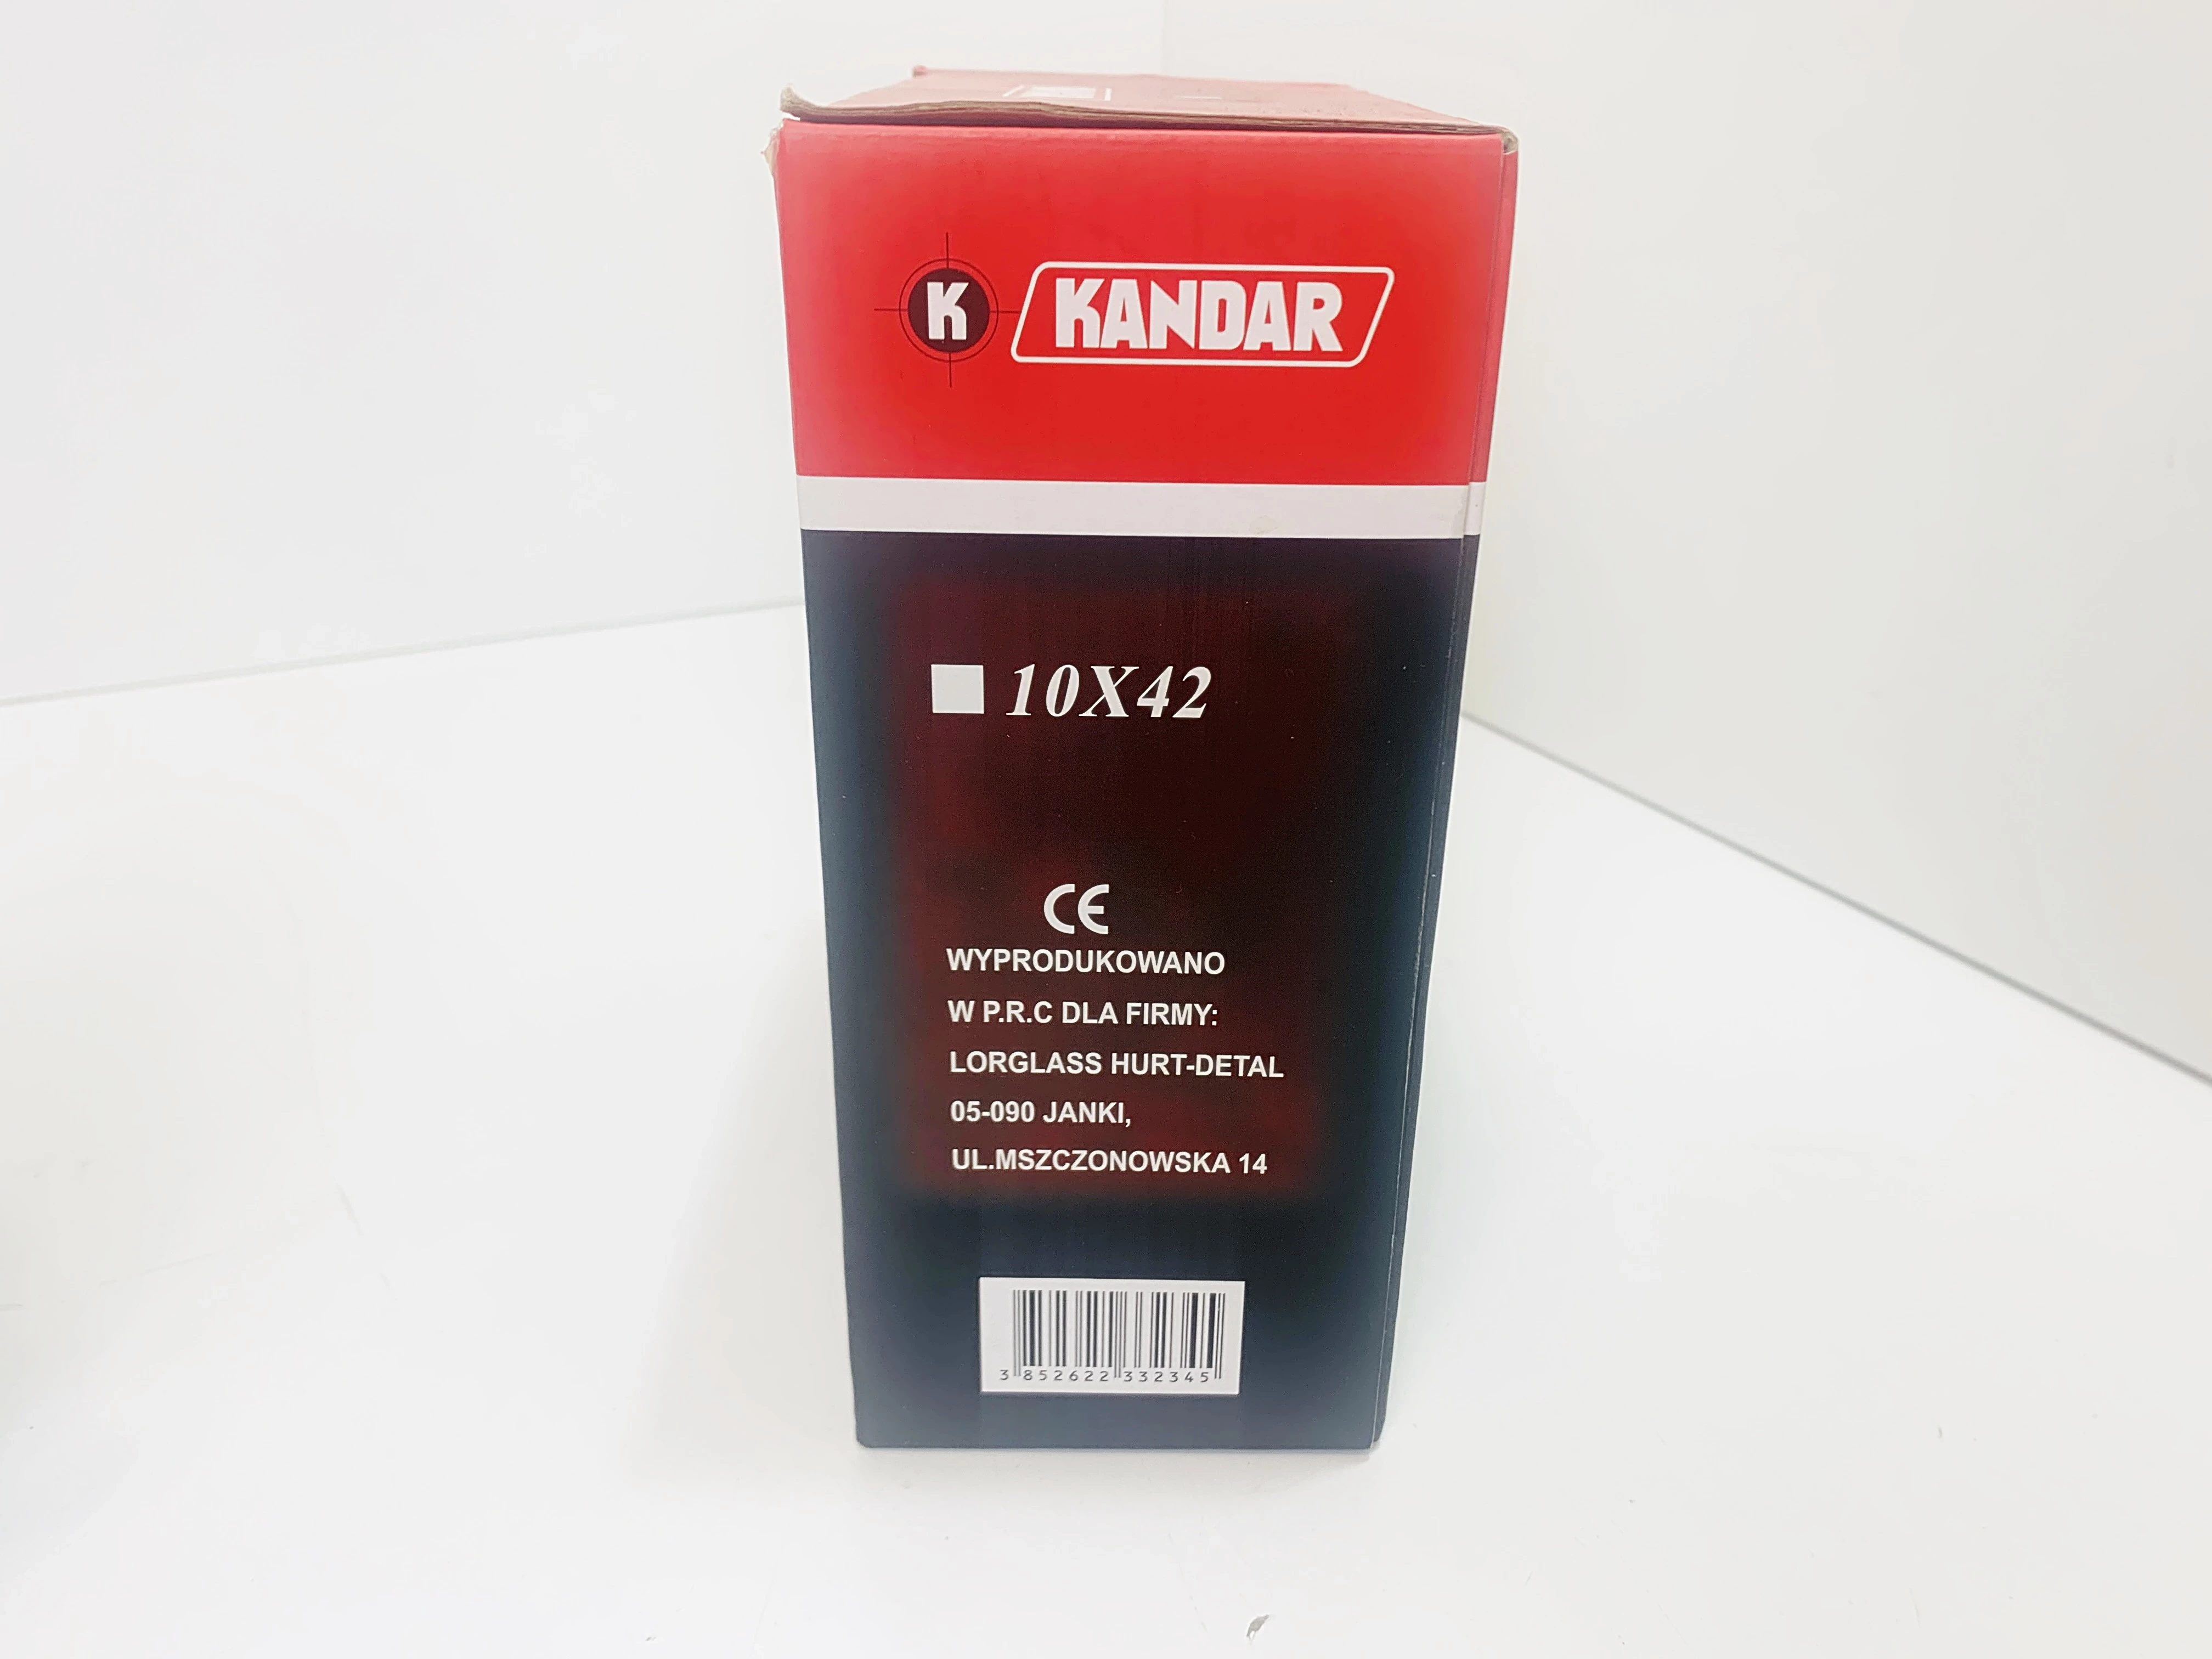 K KANDAR
10X42
CE
WYPRODUKOWANO
W P.R.C DLA FIRMY:
LORGLASS HURT-DETAL
05-090 JANKI,
UL.MSZCZONOWSKA 14
3 852622 332345